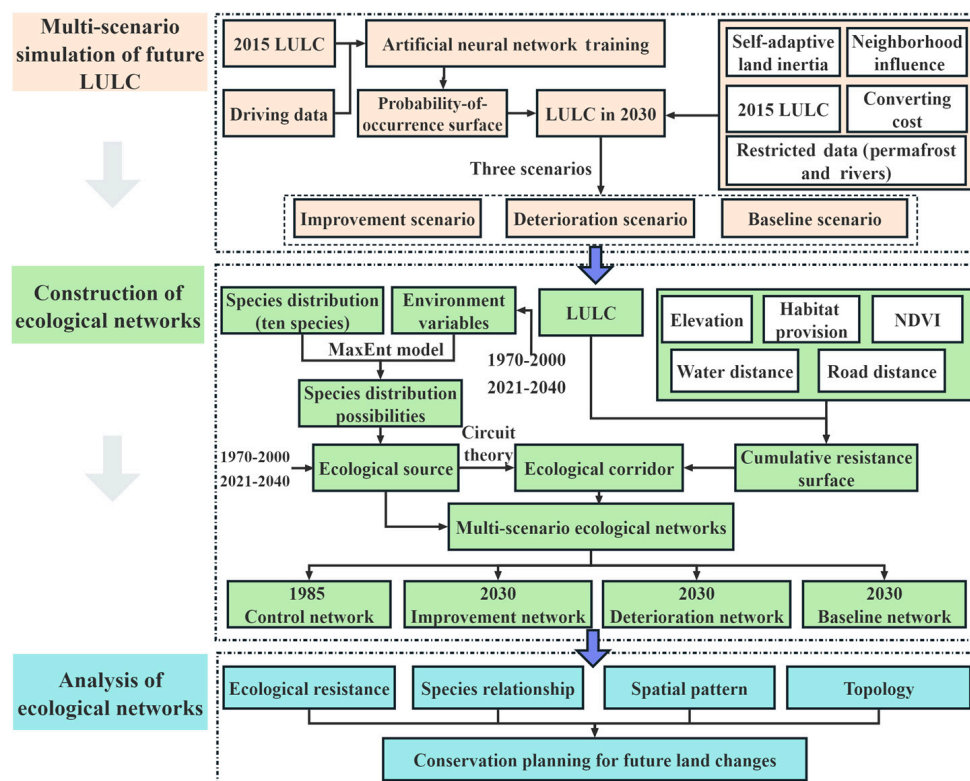 Multi-scenario
simulation of future
LULC
2015 LULC
Artificial neural network training
Driving data
Probability-of-
occurrence surface
LULC in 2030
Self-adaptive
land inertia
Neighborhood
influence
2015 LULC
Converting
cost
Restricted data (permafrost
and rivers)
Three scenarios
Improvement scenario
Deterioration scenario
Baseline scenario
Construction of
ecological networks
Species distribution
(ten species)
Environment
variables
LULC
Elevation
Habitat
provision
NDVI
Water distance
Road distance
MaxEnt model
1970-2000
2021-2040
Species distribution
possibilities
1970-2000
2021-2040
Ecological source
Circuit
theory
Ecological corridor
Cumulative resistance
surface
Multi-scenario ecological networks
1985
Control network
2030
Improvement network
2030
Deterioration network
2030
Baseline network
Analysis of
ecological networks
Ecological resistance
Species relationship
Spatial pattern
Topology
Conservation planning for future land changes